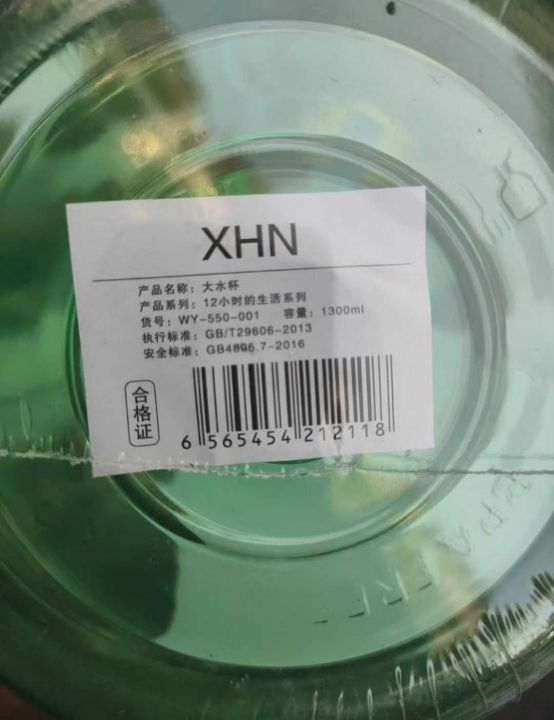 XHN
产品名称：大水杯
产品系列：12小时的生活系列
货号：WY-550-001 容量：1300ml
执行标准：GB/T29606-2013
安全标准：GB4806.7-2016
合格证
6 565454 212118
BPA FREE